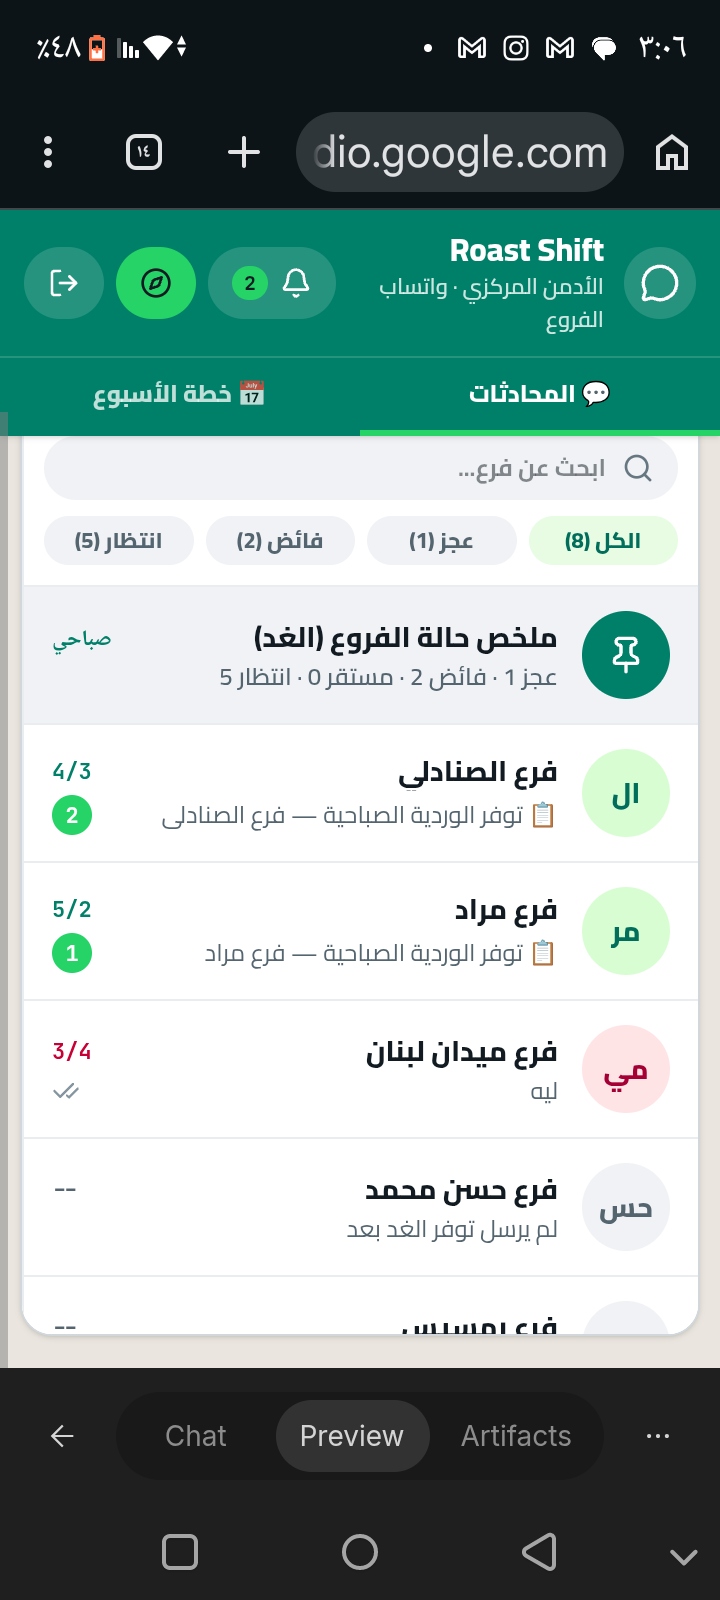 ٣:٠٦
٪٤٨
dio.google.com
١٤
Roast Shift
الأدمن المركزي · واتساب
الفروع
2
💬 المحادثات
📅 خطة الأسبوع
ابحث عن فرع...
الكل (8)
عجز (1)
فائض (2)
انتظار (5)
ملخص حالة الفروع (الغد)
صباحي
عجز 1 · فائض 2 · مستقر 0 · انتظار 5
ال
فرع الصنادلي
4/3
📋 توفر الوردية الصباحية — فرع الصنادلى
2
مر
فرع مراد
5/2
📋 توفر الوردية الصباحية — فرع مراد
1
مي
فرع ميدان لبنان
3/4
ليه
حس
فرع حسن محمد
--
لم يرسل توفر الغد بعد
فرع رمسيس
--
Chat
Preview
Artifacts